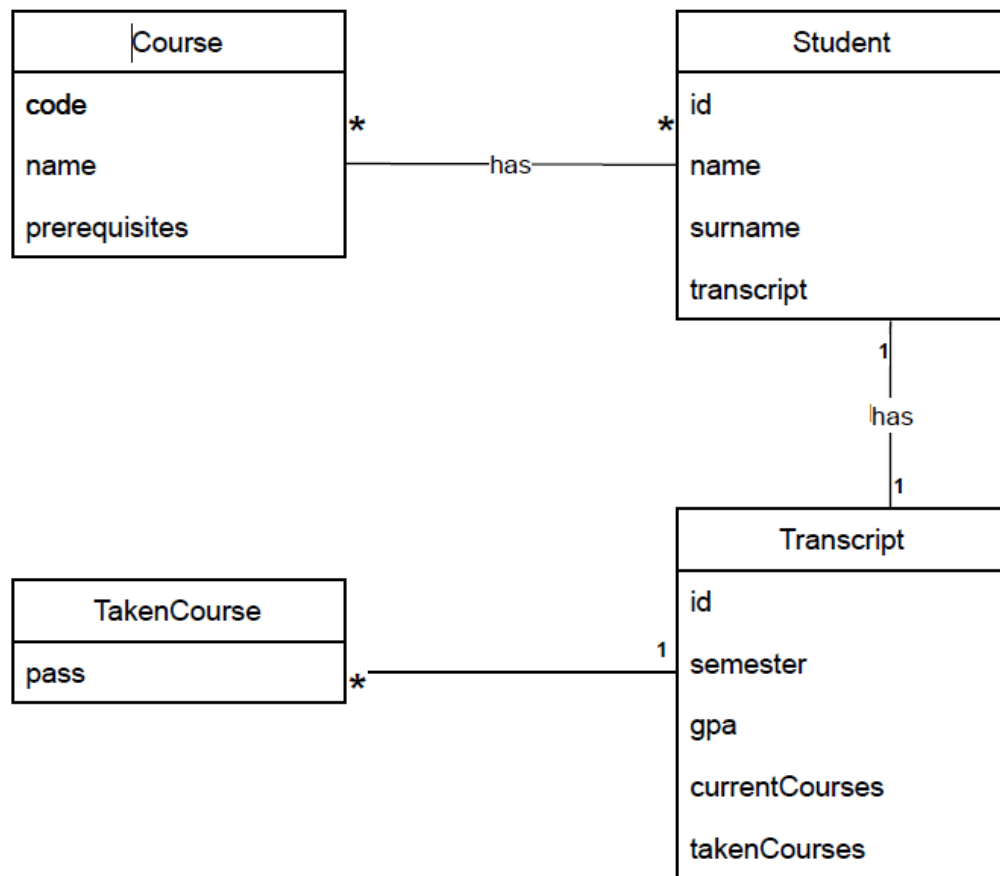 Course
code
name
prerequisites
*
has
*
Student
id
name
surname
transcript
1
has
1
Transcript
id
semester
gpa
currentCourses
takenCourses
1
*
TakenCourse
pass